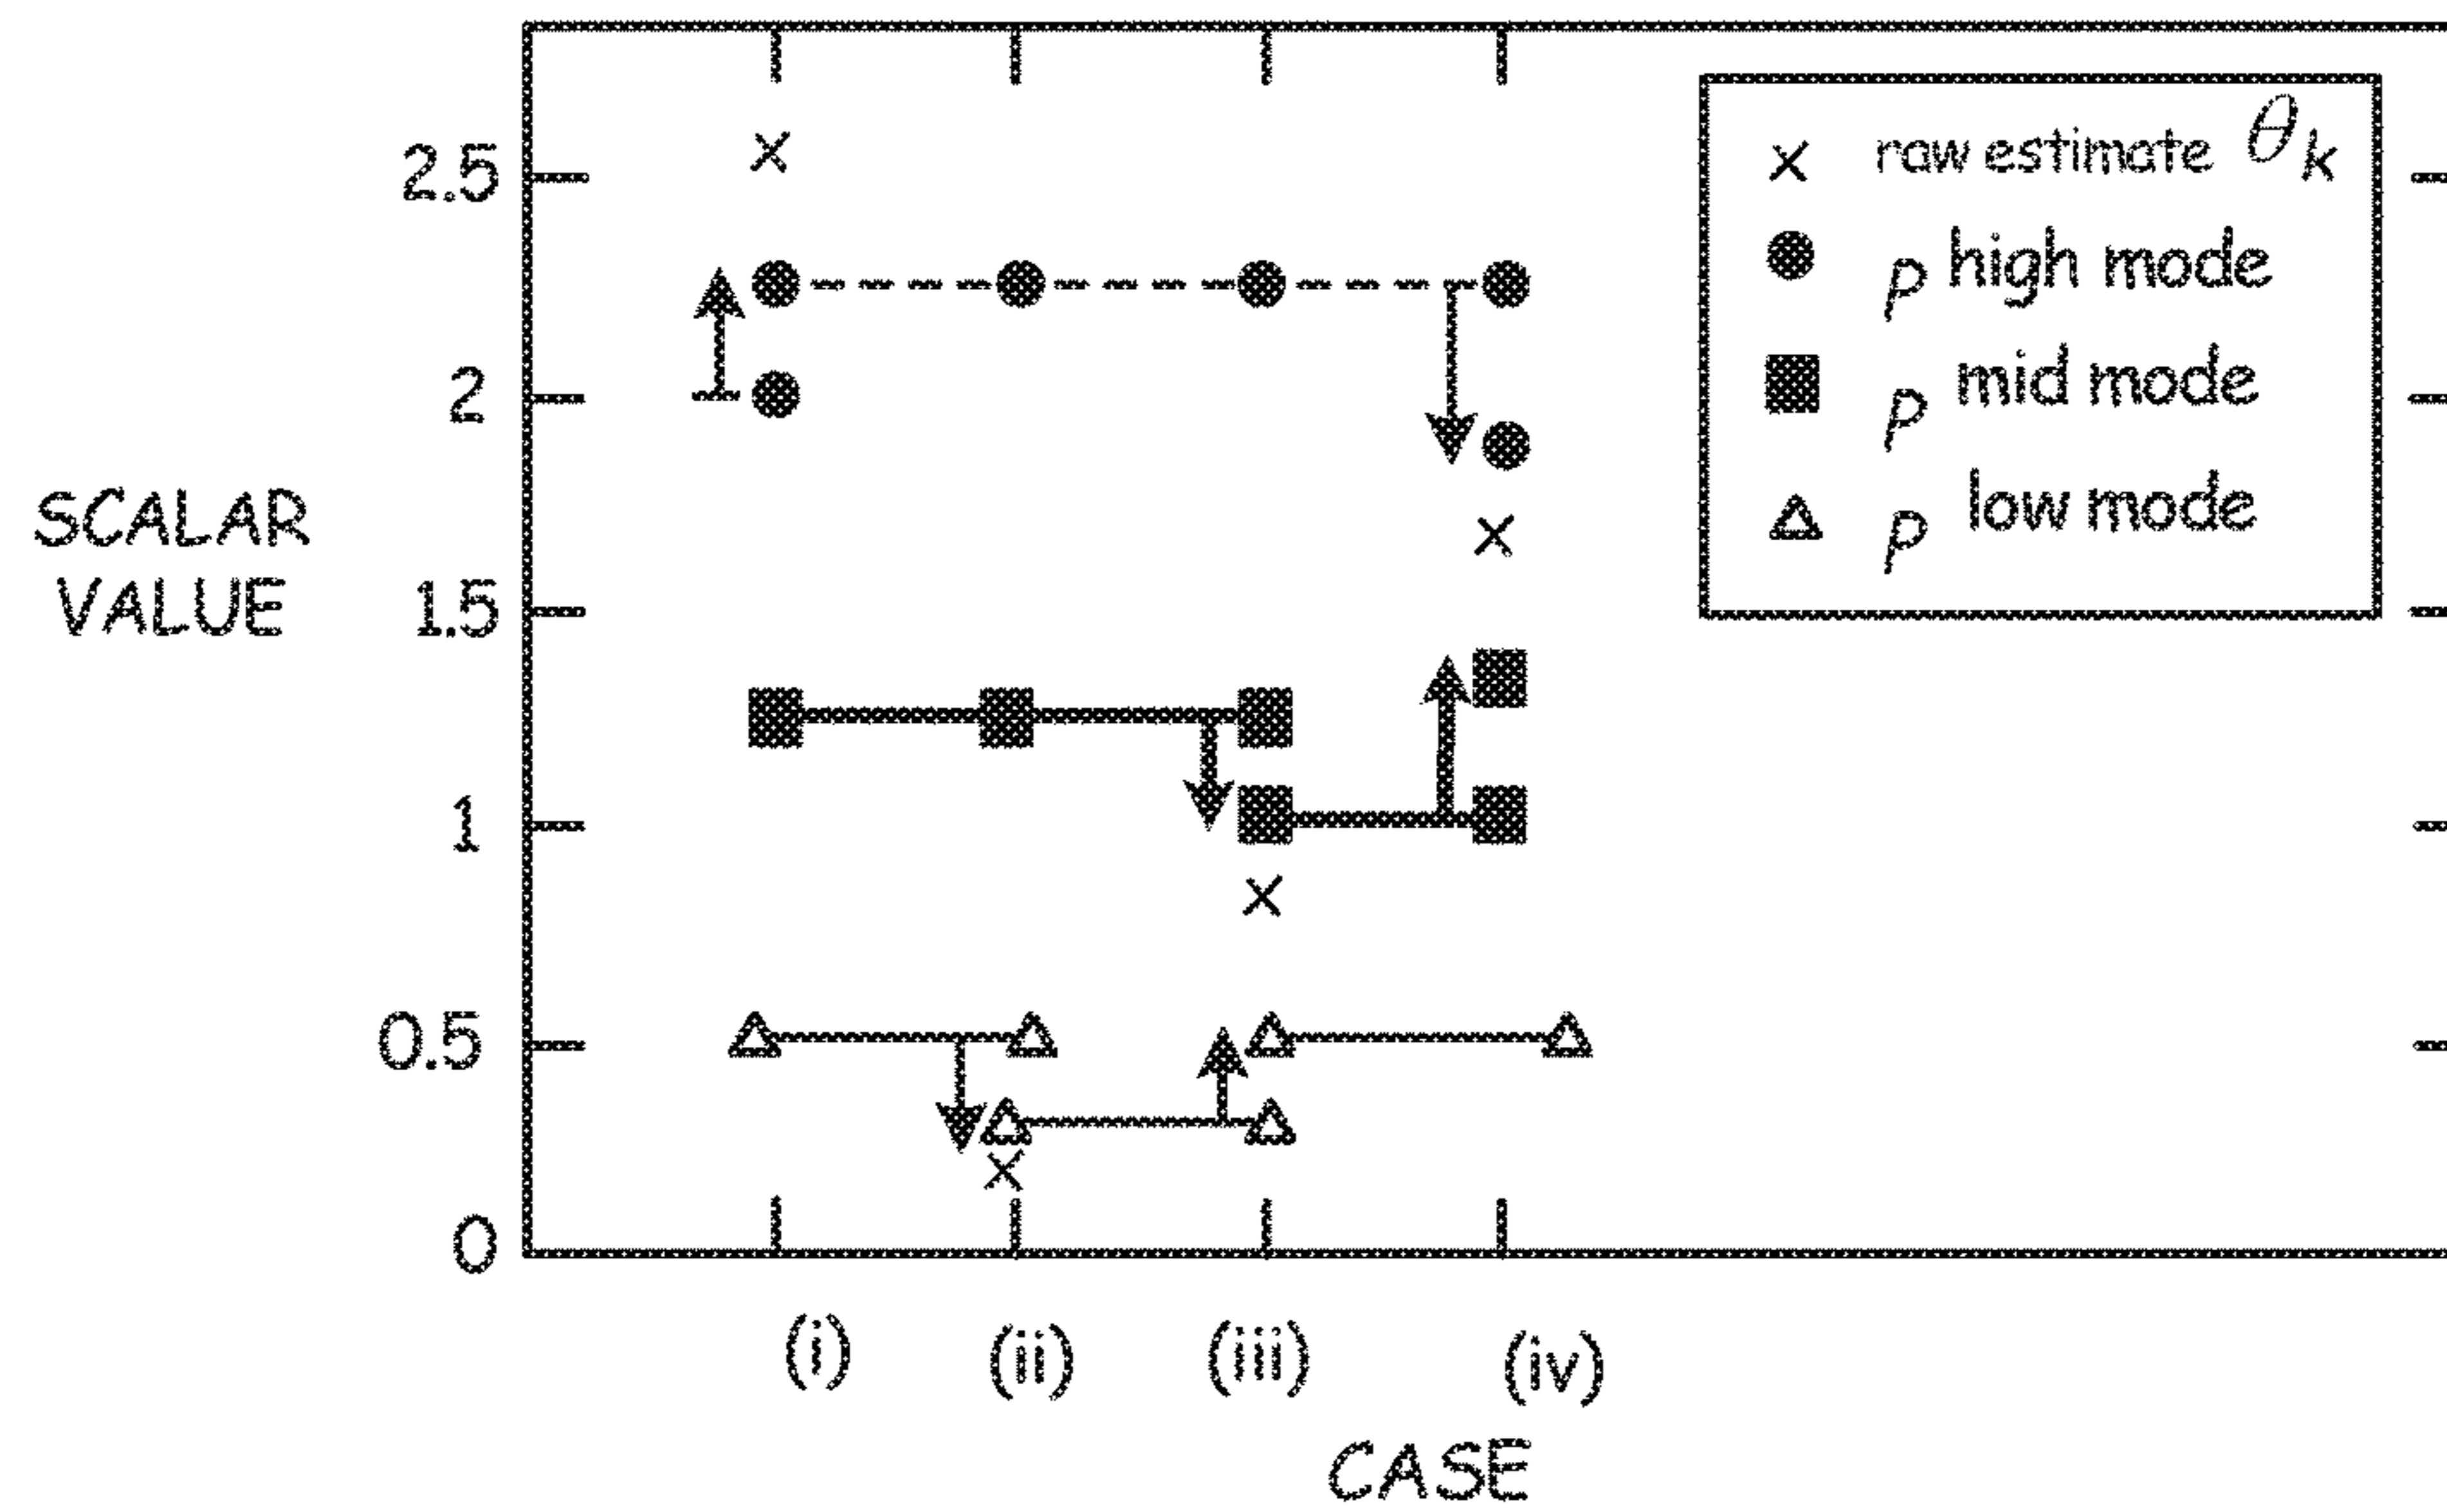 2.5
2
1.5
1
0.5
0
SCALAR
VALUE
× raw estimate θk
ρ high mode
ρ mid mode
ρ low mode
(i) (ii) (iii) (iv)
CASE